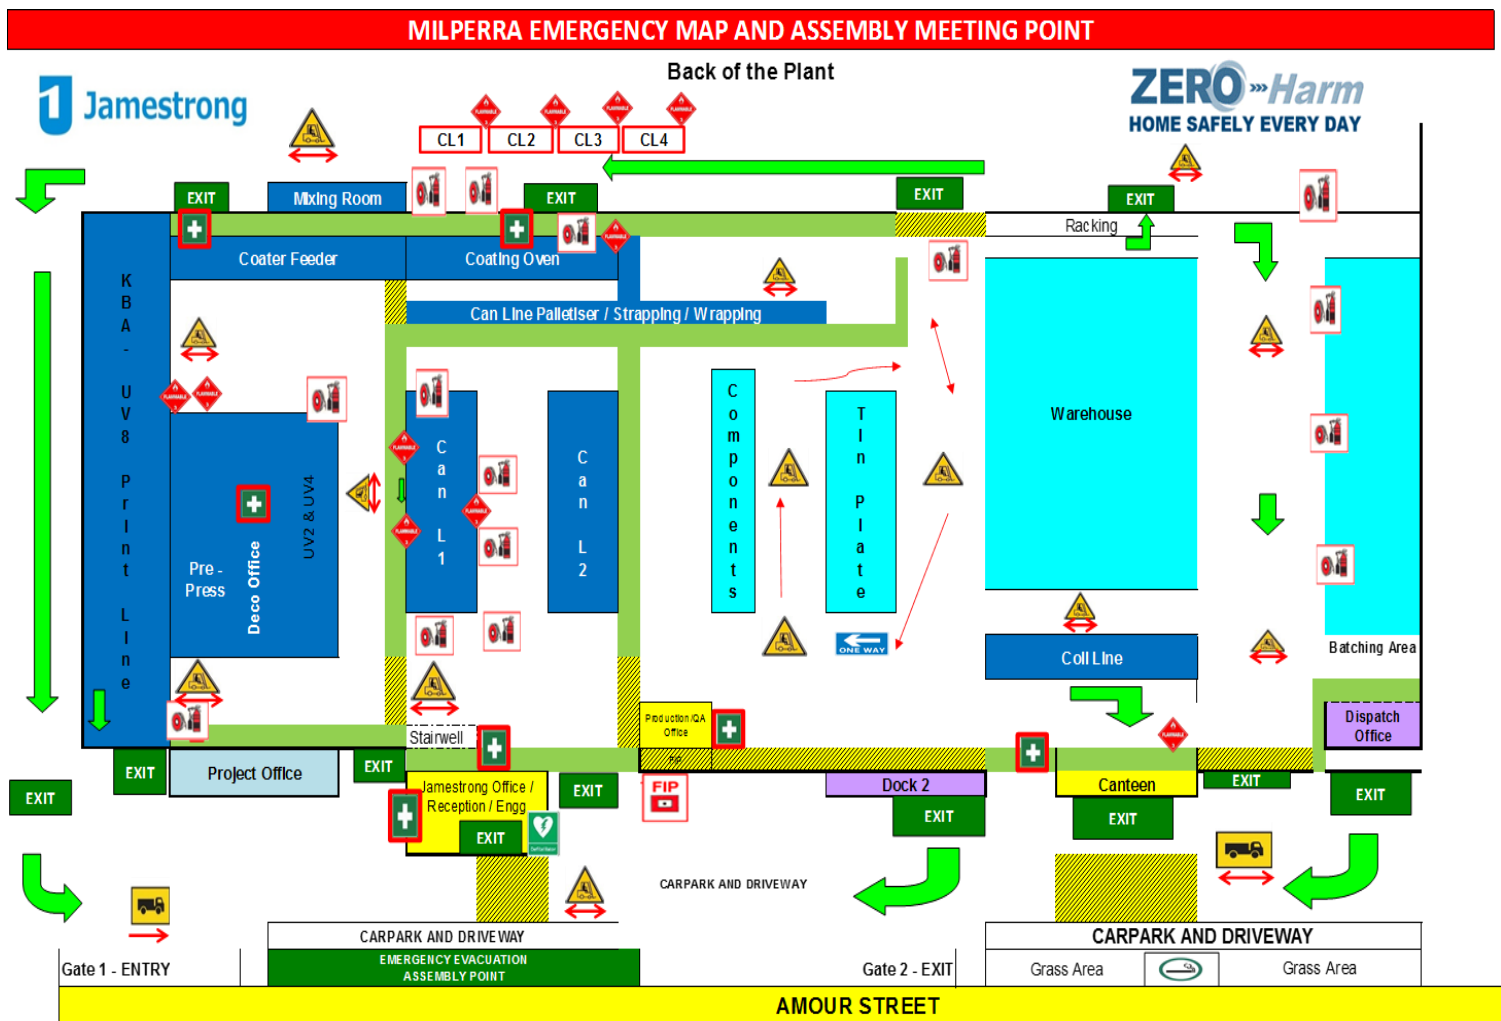 MILPERRA EMERGENCY MAP AND ASSEMBLY MEETING POINT
Back of the Plant
Jamestrong
ZERO Harm
HOME SAFELY EVERY DAY
CL1
CL2
CL3
CL4
EXIT
Mixing Room
EXIT
EXIT
EXIT
Racking
Coater Feeder
Coating Oven
Can Line Palletiser / Strapping / Wrapping
KBA - UV8 Print Line
Pre -
Press
Deco Office
UV2 & UV4
Can L1
Can L2
Components
Tin Plate
Warehouse
ONE WAY
Coil Line
Batching Area
Production /QA
Office
Dispatch
Office
Stairwell
EXIT
Project Office
EXIT
Jamestrong Office /
Reception / Engg
EXIT
EXIT
FIP
FIP
Dock 2
EXIT
Canteen
EXIT
EXIT
EXIT
EXIT
CARPARK AND DRIVEWAY
CARPARK AND DRIVEWAY
CARPARK AND DRIVEWAY
EMERGENCY EVACUATION
ASSEMBLY POINT
Gate 1 - ENTRY
Gate 2 - EXIT
Grass Area
Grass Area
AMOUR STREET